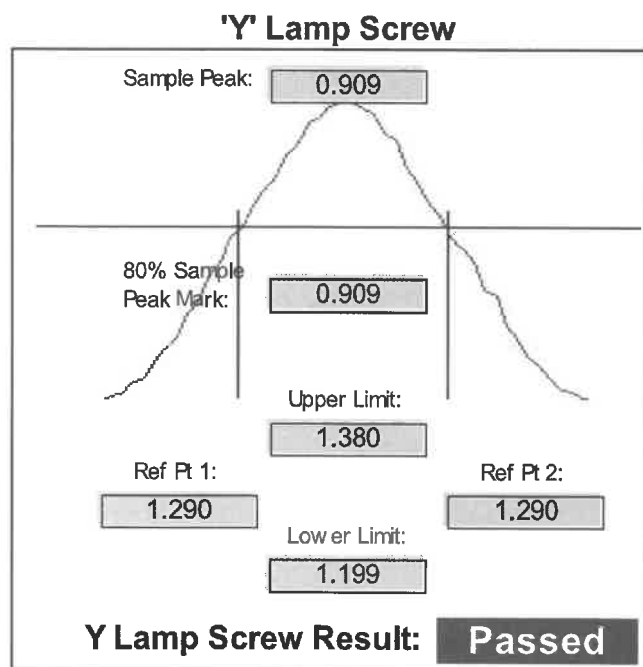 'Y' Lamp Screw
Sample Peak:
0.909
80% Sample
Peak Mark:
0.909
Upper Limit:
1.380
Ref Pt 1:
Ref Pt 2:
1.290
1.290
Lower Limit:
1.199
Y Lamp Screw Result: Passed